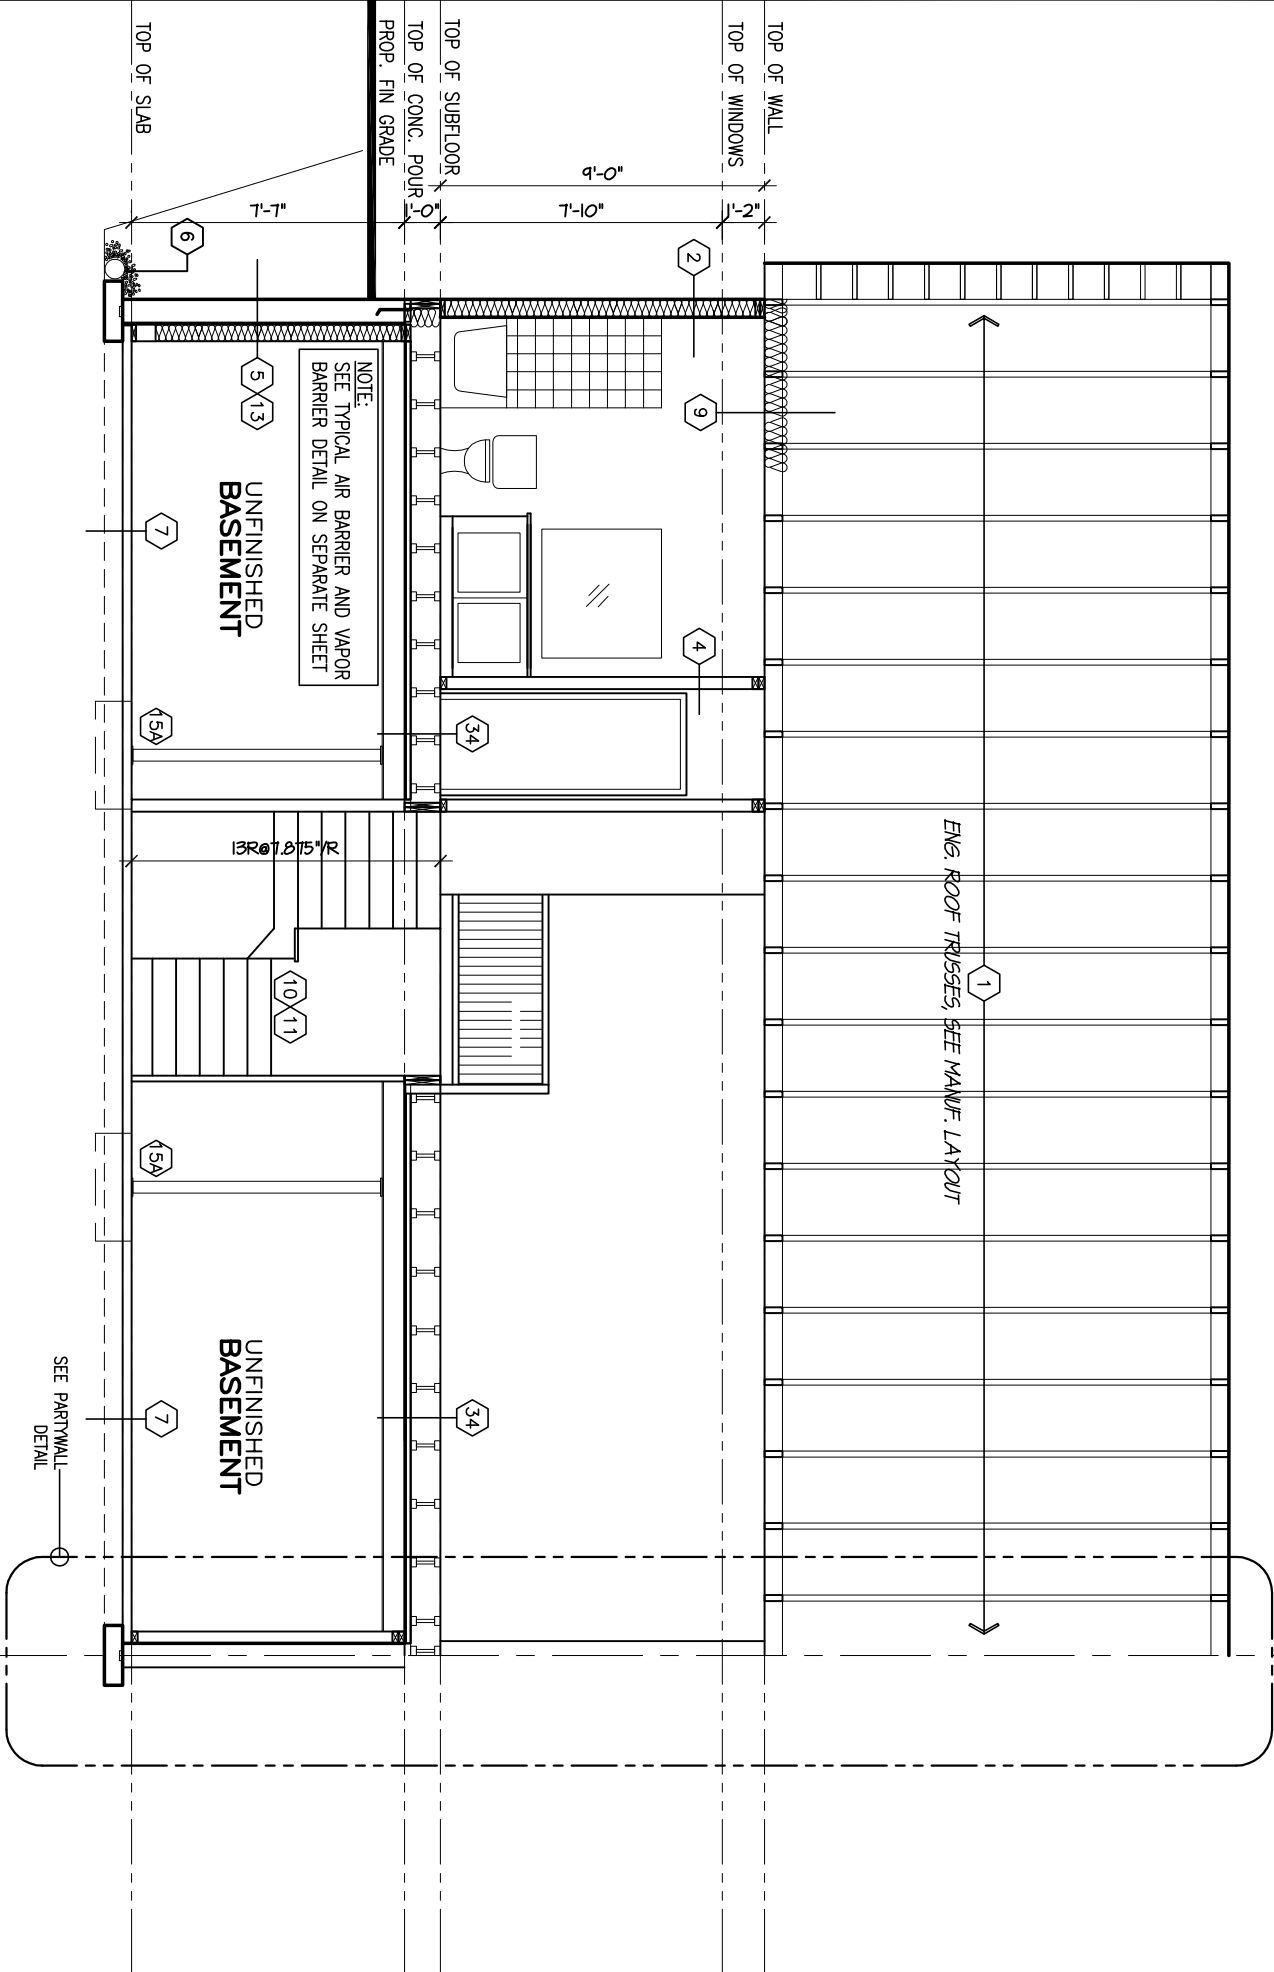 TOP OF WALL
TOP OF WINDOWS
TOP OF SUBFLOOR
TOP OF CONC. POUR
PROP. FIN GRADE
TOP OF SLAB
9'-0"
1'-2"
7'-10"
1'-0"
7'-7"
1
ENG. ROOF TRUSSES, SEE MANUF. LAYOUT
2
9
4
34
34
NOTE:
SEE TYPICAL AIR BARRIER AND VAPOR
BARRIER DETAIL ON SEPARATE SHEET
5
13
6
UNFINISHED
BASEMENT
7
15A
13R@7.875"/R
10
11
15A
UNFINISHED
BASEMENT
7
SEE PARTYWALL
DETAIL